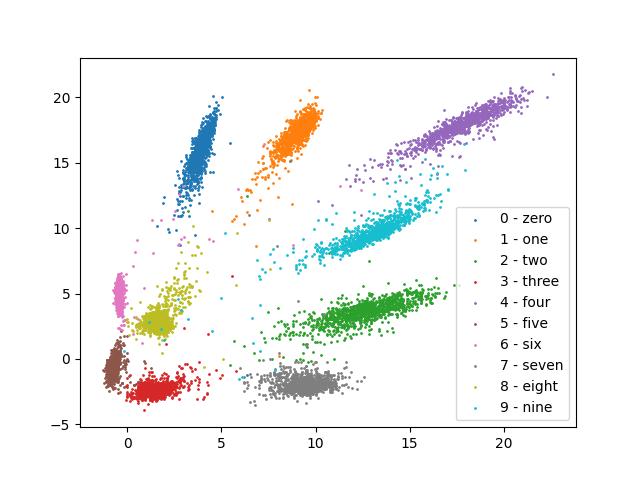 20
15
10
5
0
−5
0 - zero
1 - one
2 - two
3 - three
4 - four
5 - five
6 - six
7 - seven
8 - eight
9 - nine
0 5 10 15 20